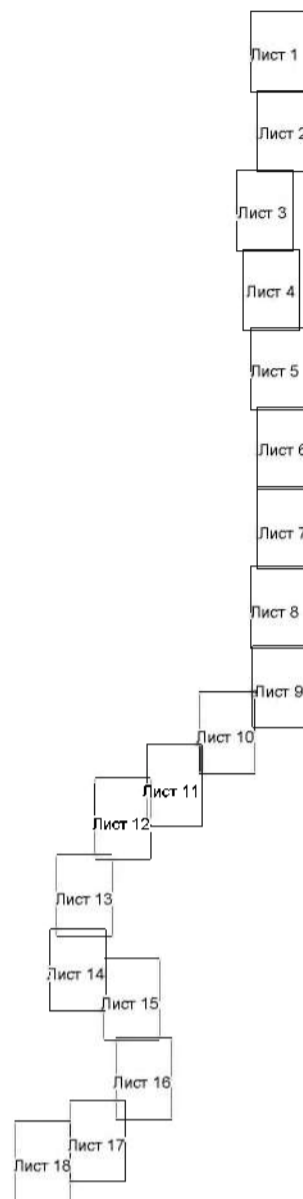 Лист 1
Лист 2
Лист 3
Лист 4
Лист 5
Лист 6
Лист 7
Лист 8
Лист 9
Лист 10
Лист 11
Лист 12
Лист 13
Лист 14
Лист 15
Лист 16
Лист 17
Лист 18